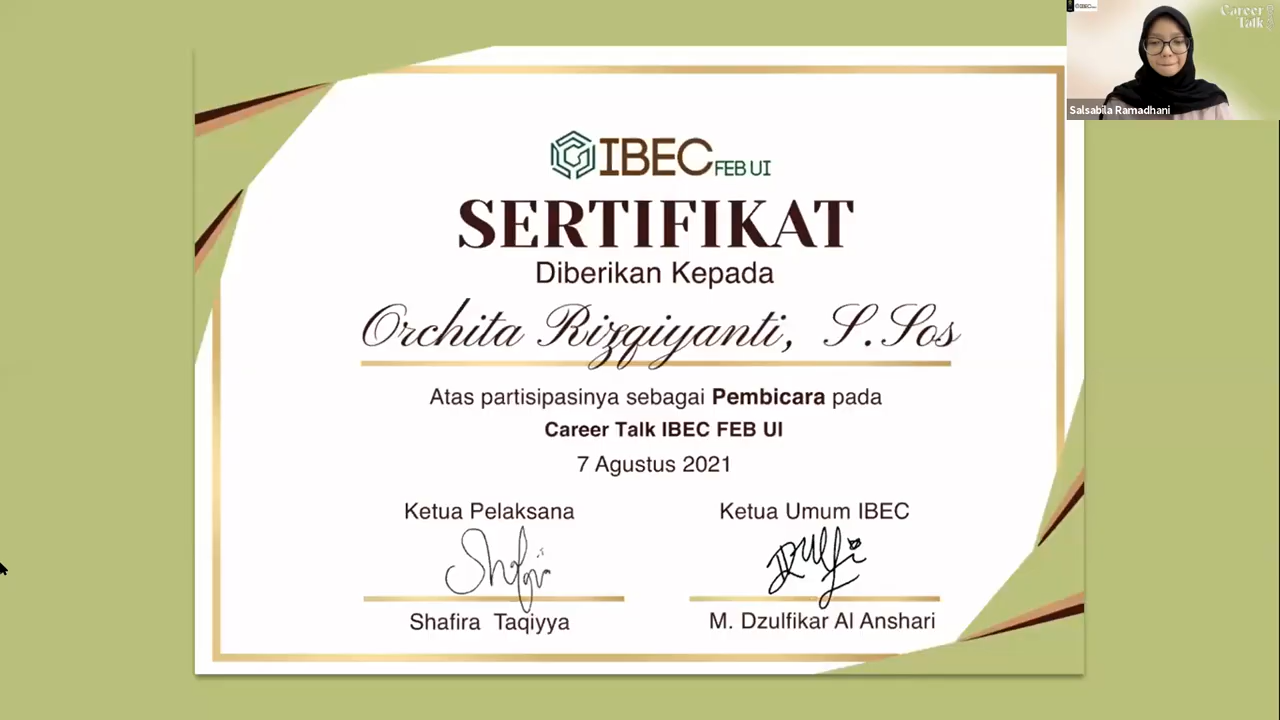 IBEC FEB UI
SERTIFIKAT
Diberikan Kepada
Orchita Rizqiyanti, S.Sos
Atas partisipasinya sebagai Pembicara pada
Career Talk IBEC FEB UI
7 Agustus 2021
Ketua Pelaksana
Shafira Taqiyya
Ketua Umum IBEC
Dzulfi
M. Dzulfikar Al Anshari
Career
Talk
Salsabila Ramadhani